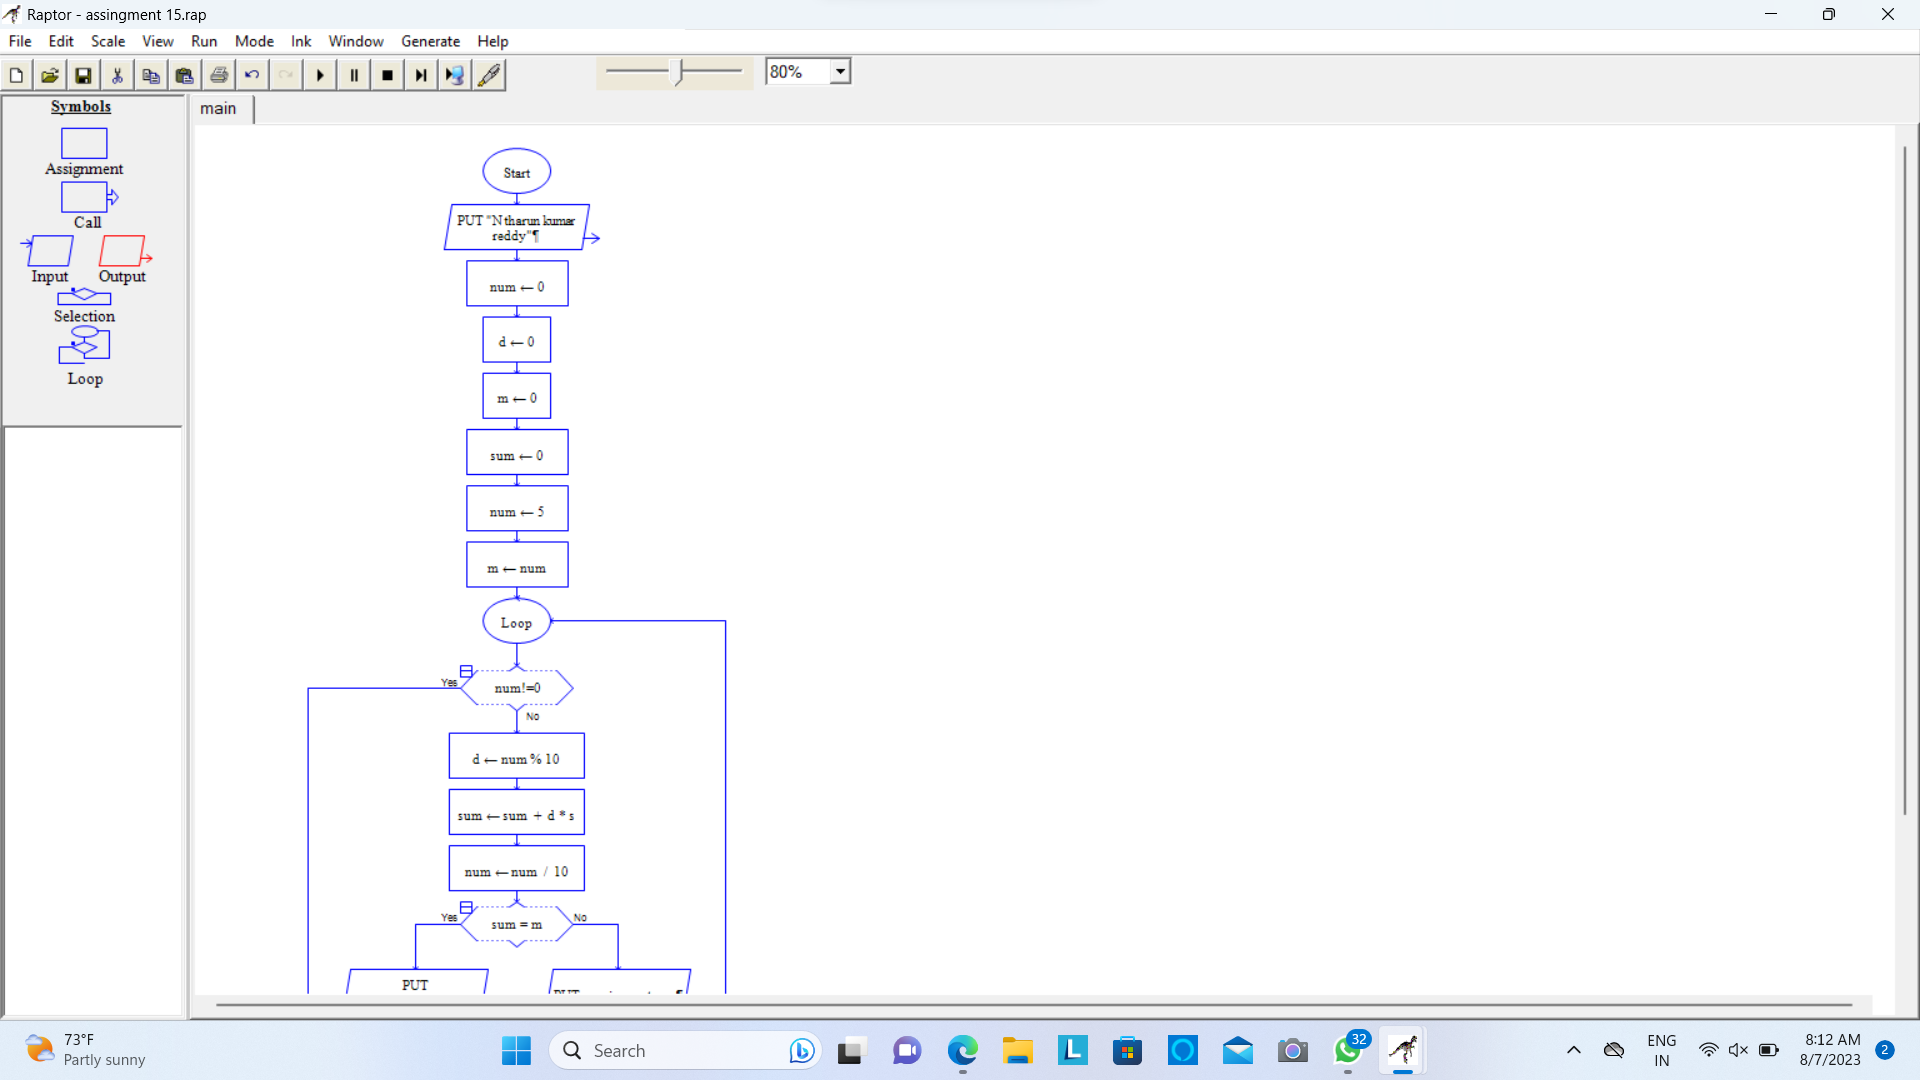 Raptor - assingment 15.rap
File Edit Scale View Run Mode Ink Window Generate Help
80%
Symbols
main
Assignment
Call
Input Output
Selection
Loop
Start
PUT "N tharun kumar
reddy"¶
num ← 0
d ← 0
m ← 0
sum ← 0
num ← 5
m ← num
Loop
Yes
num!=0
No
d ← num % 10
sum ← sum + d * s
num ← num / 10
Yes
sum = m
No
PUT
73°F
Partly sunny
Search
32
ENG
IN
8:12 AM
8/7/2023
2